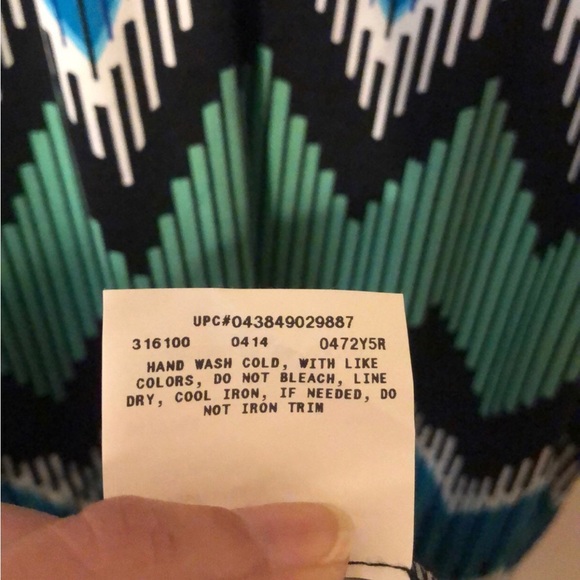 UPC#043849029887
316100 0414 0472Y5R
HAND WASH COLD, WITH LIKE
COLORS, DO NOT BLEACH, LINE
DRY, COOL IRON, IF NEEDED, DO
NOT IRON TRIM